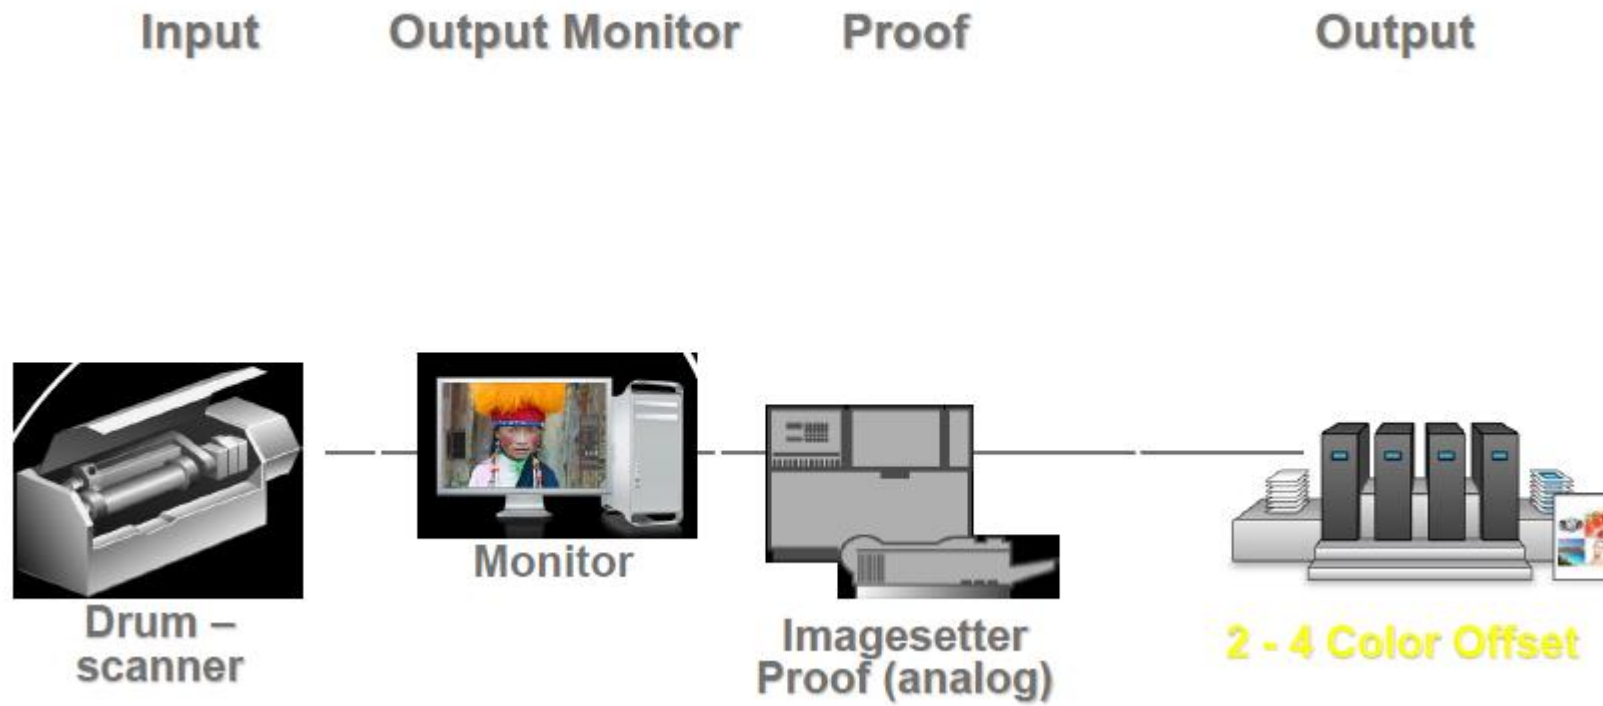 Input
Output Monitor
Proof
Output
Monitor
Drum –
scanner
Imagesetter
Proof (analog)
2 - 4 Color Offset